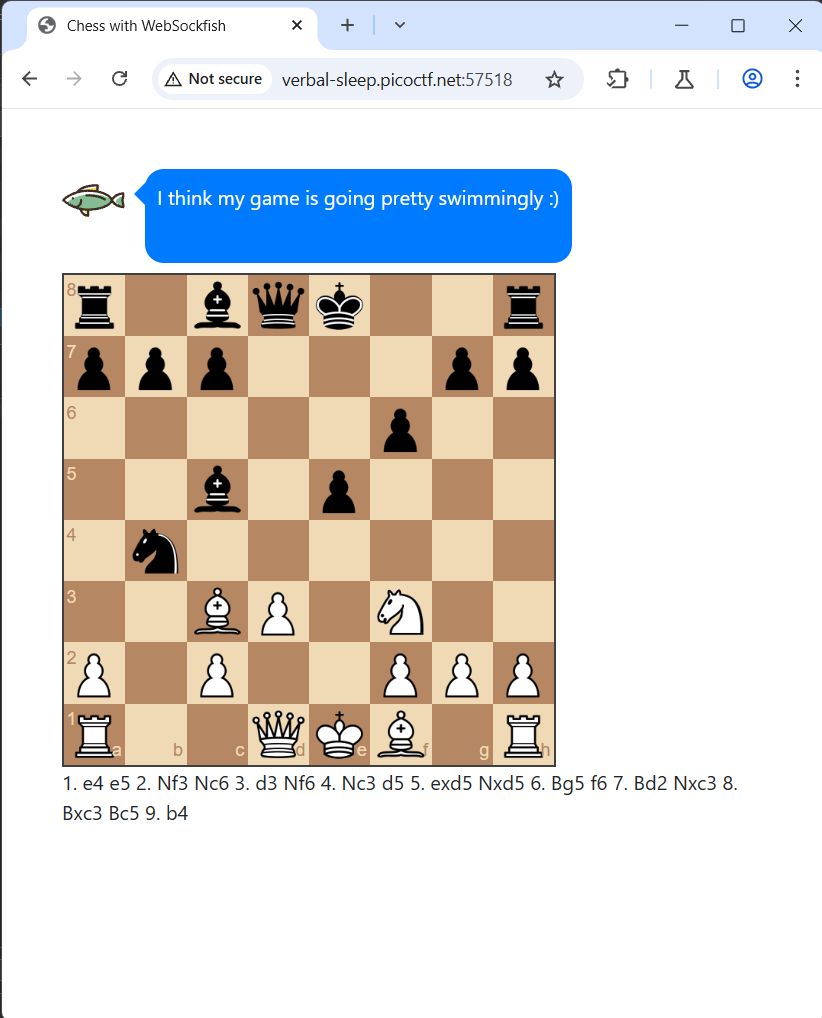 Chess with WebSockfish
Not secure verbal-sleep.picoctf.net:57518
I think my game is going pretty swimmingly :)
8
7
6
5
4
3
2
1 a b c d e f g h
1. e4 e5 2. Nf3 Nc6 3. d3 Nf6 4. Nc3 d5 5. exd5 Nxd5 6. Bg5 f6 7. Bd2 Nxc3 8.
Bxc3 Bc5 9. b4